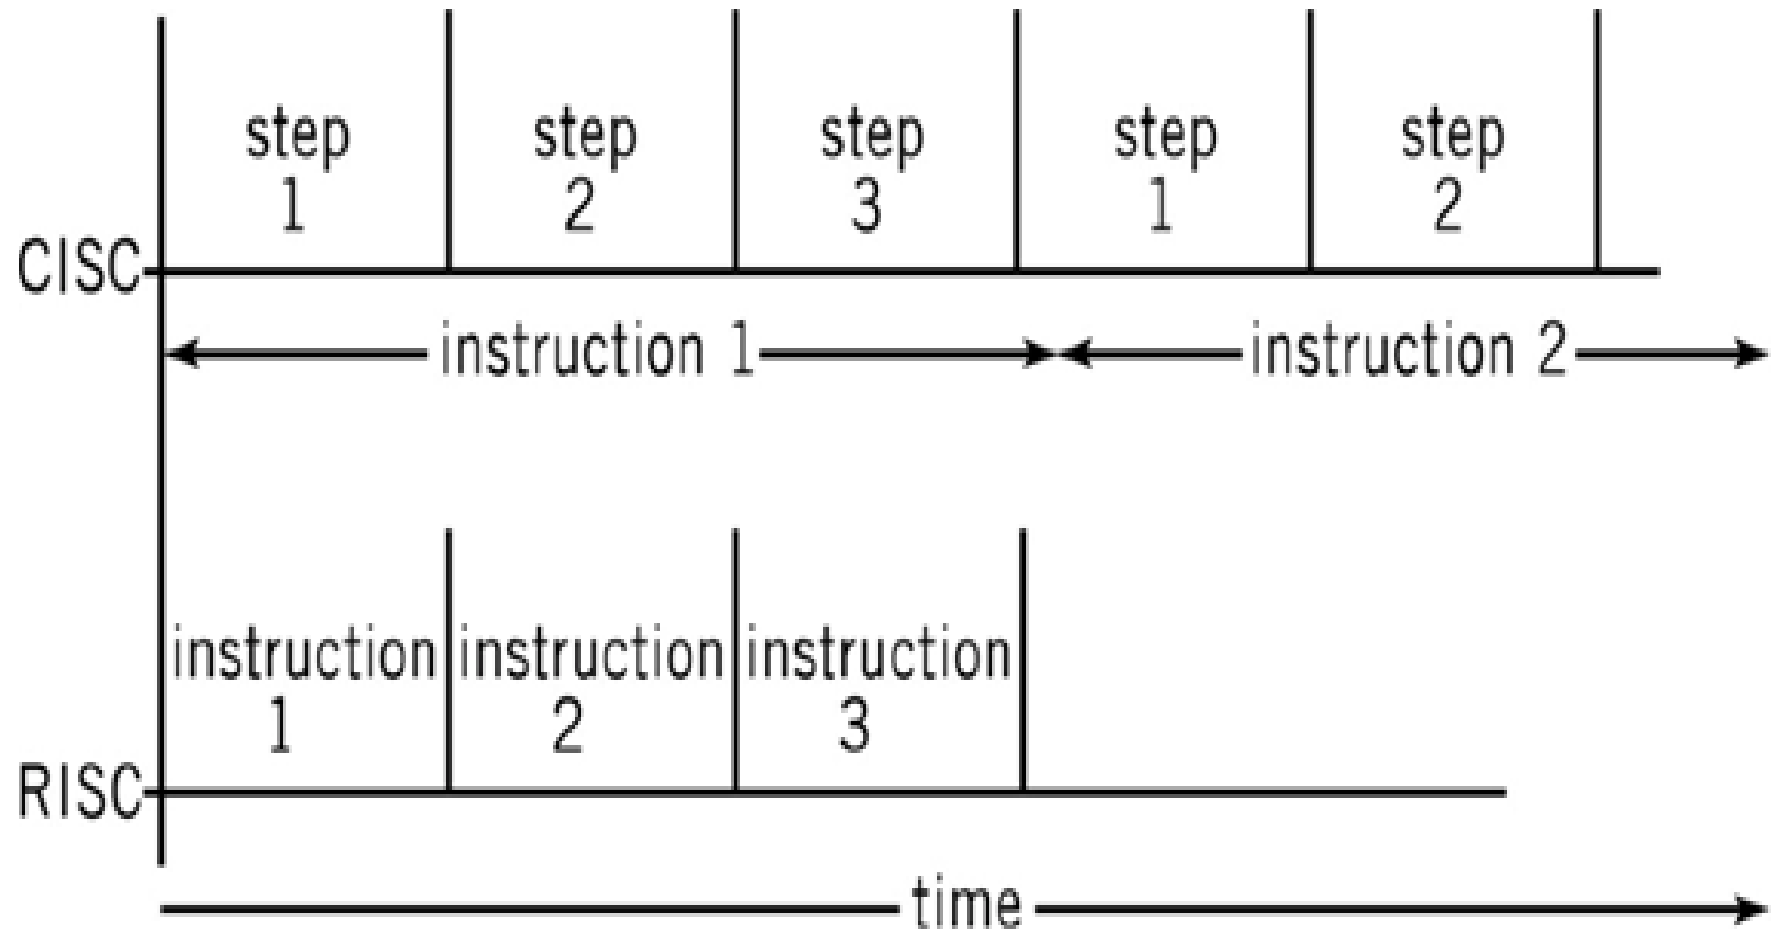 step step step step step
1 2 3 1 2
CISC
instruction 1 instruction 2
instruction instruction instruction
1 2 3
RISC
time